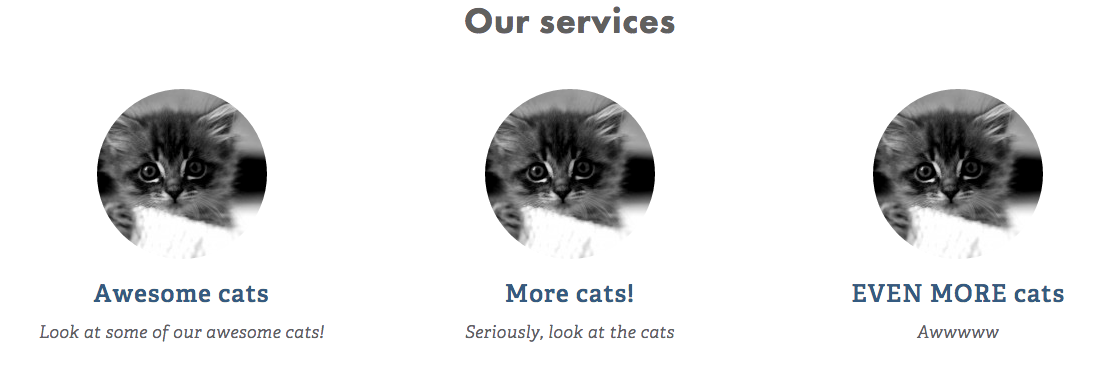 Our services
Awesome cats
More cats!
EVEN MORE cats
Look at some of our awesome cats!
Seriously, look at the cats
Awwwww